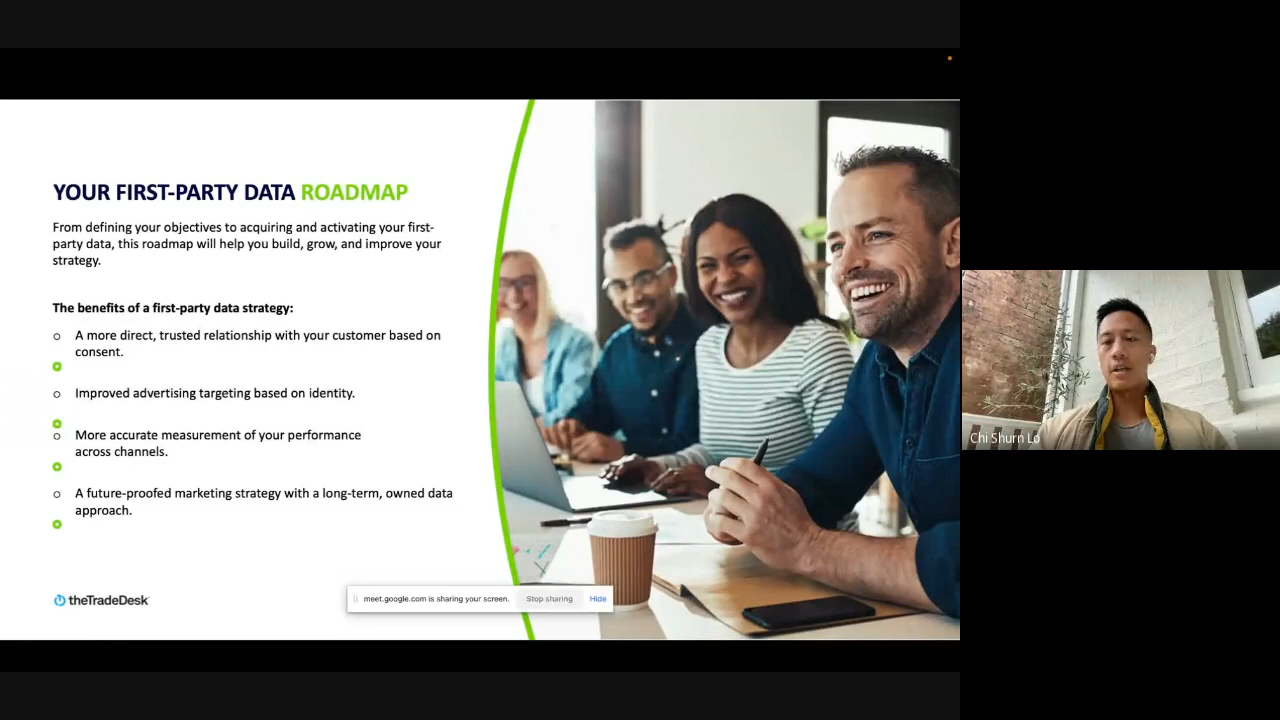 YOUR FIRST-PARTY DATA ROADMAP
From defining your objectives to acquiring and activating your first-
party data, this roadmap will help you build, grow, and improve your
strategy.
The benefits of a first-party data strategy:
A more direct, trusted relationship with your customer based on
consent.
Improved advertising targeting based on identity.
More accurate measurement of your performance
across channels.
A future-proofed marketing strategy with a long-term, owned data
approach.
theTradeDesk
meet.google.com is sharing your screen. Stop sharing Hide
Chi Shurn Lo